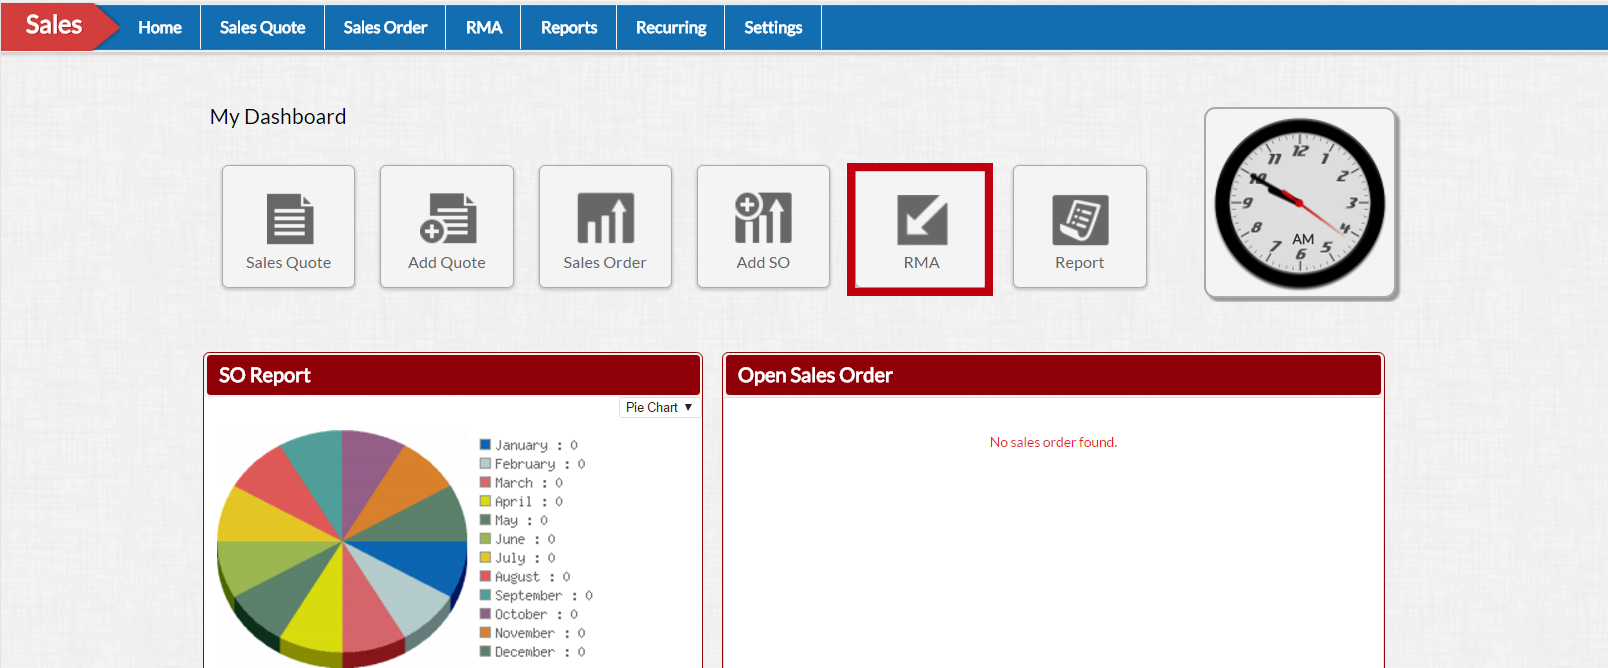 Sales Home Sales Quote Sales Order RMA Reports Recurring Settings
My Dashboard
Sales Quote Add Quote Sales Order Add SO RMA Report
12
1
2
3
4
5
6
7
8
9
10
11
AM
SO Report
Pie Chart ▼
January : 0
February : 0
March : 0
April : 0
May : 0
June : 0
July : 0
August : 0
September : 0
October : 0
November : 0
December : 0
Open Sales Order
No sales order found.